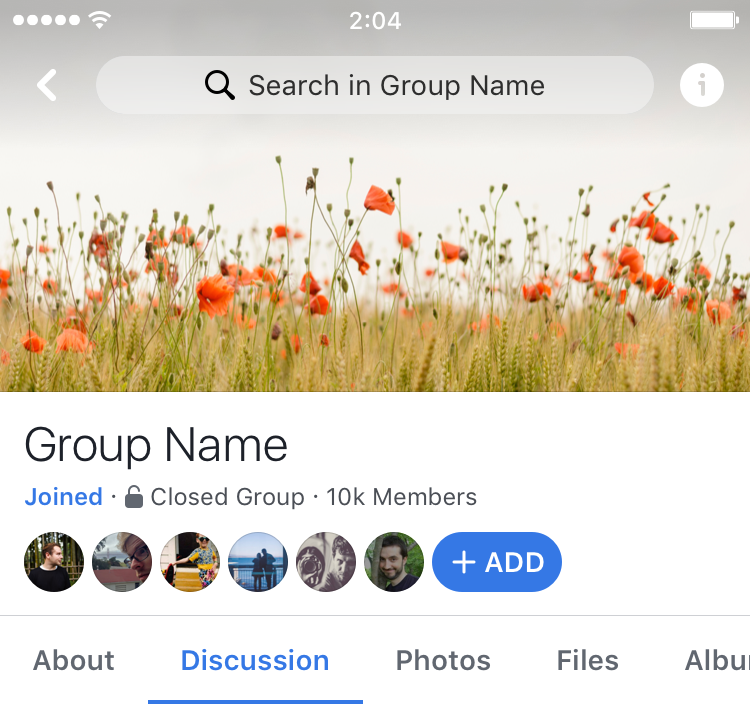 2:04
Search in Group Name
Group Name
Joined · Closed Group · 10k Members
+ ADD
About Discussion Photos Files Albu